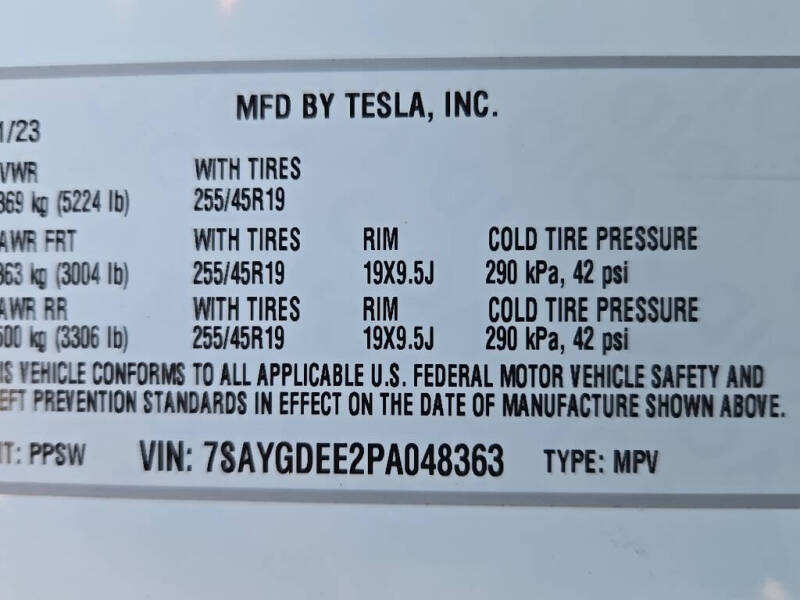 MFD BY TESLA, INC.
1/23
VWR WITH TIRES
869 kg (5224 lb) 255/45R19
AWR FRT WITH TIRES RIM COLD TIRE PRESSURE
363 kg (3004 lb) 255/45R19 19X9.5J 290 kPa, 42 psi
AWR RR WITH TIRES RIM COLD TIRE PRESSURE
500 kg (3306 lb) 255/45R19 19X9.5J 290 kPa, 42 psi
IS VEHICLE CONFORMS TO ALL APPLICABLE U.S. FEDERAL MOTOR VEHICLE SAFETY AND
EFT PREVENTION STANDARDS IN EFFECT ON THE DATE OF MANUFACTURE SHOWN ABOVE.
NT: PPSW VIN: 7SAYGDEE2PA048363 TYPE: MPV